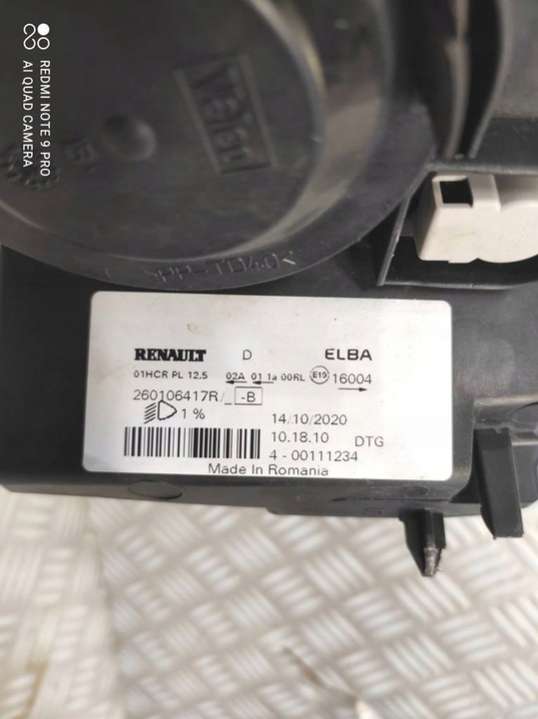 REDMI NOTE 9 PRO
AI QUAD CAMERA
RENAULT D ELBA
01HCR PL 12,5 02A 01 1a 00RL E19 16004
260106417R/_ -B
1 % 14/10/2020
10.18.10 DTG
4 - 00111234
Made In Romania